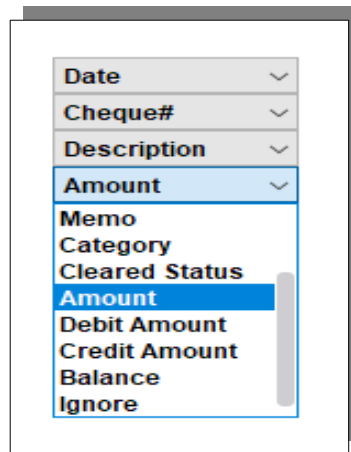 Date
Cheque#
Description
Amount
Memo
Category
Cleared Status
Amount
Debit Amount
Credit Amount
Balance
Ignore